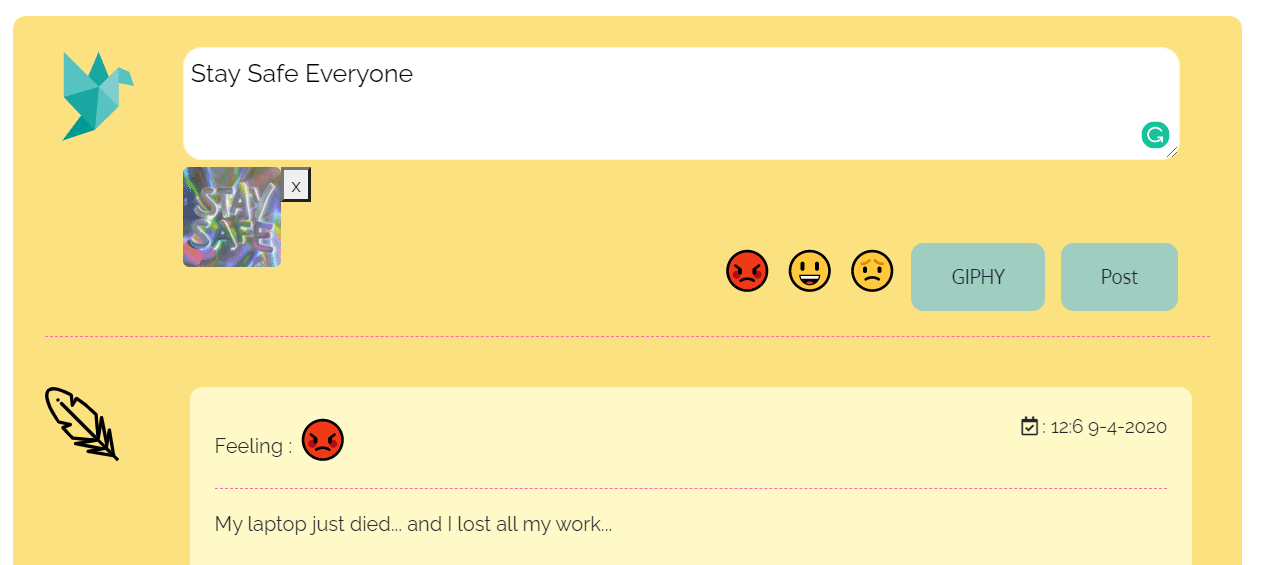 Stay Safe Everyone
STAY
SAFE
x
GIPHY
Post
Feeling :
: 12:6 9-4-2020
My laptop just died... and I lost all my work...